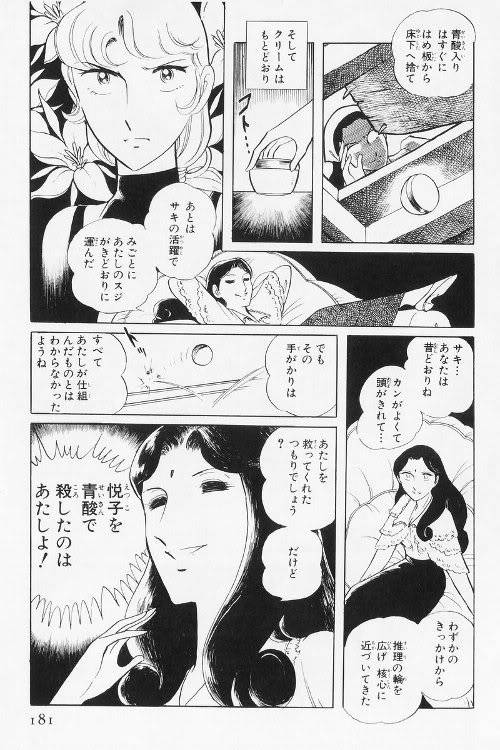 青酸入り
はすぐに
はめ板から
床下へ捨て
そして
クリームは
もとどおり
コト…
あとは
サキの活躍で
みごとに
あたしのスジ
がきどおりに
運んだ
サキ…
あなたは
昔どおりね
カンがよくて
頭がきれて…
わずかの
きっかけから
推理の輪を
広げ 核心に
近づいてきた
でも
その
手がかりは
すべて
あたしが仕組
んだものとは
わからなかった
ようね
あたしを
救ってくれた
つもりでしょう
?
だけど
悦子を
青酸で
殺したのは
あたしよ!
181